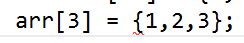 arr[3] = {1,2,3};